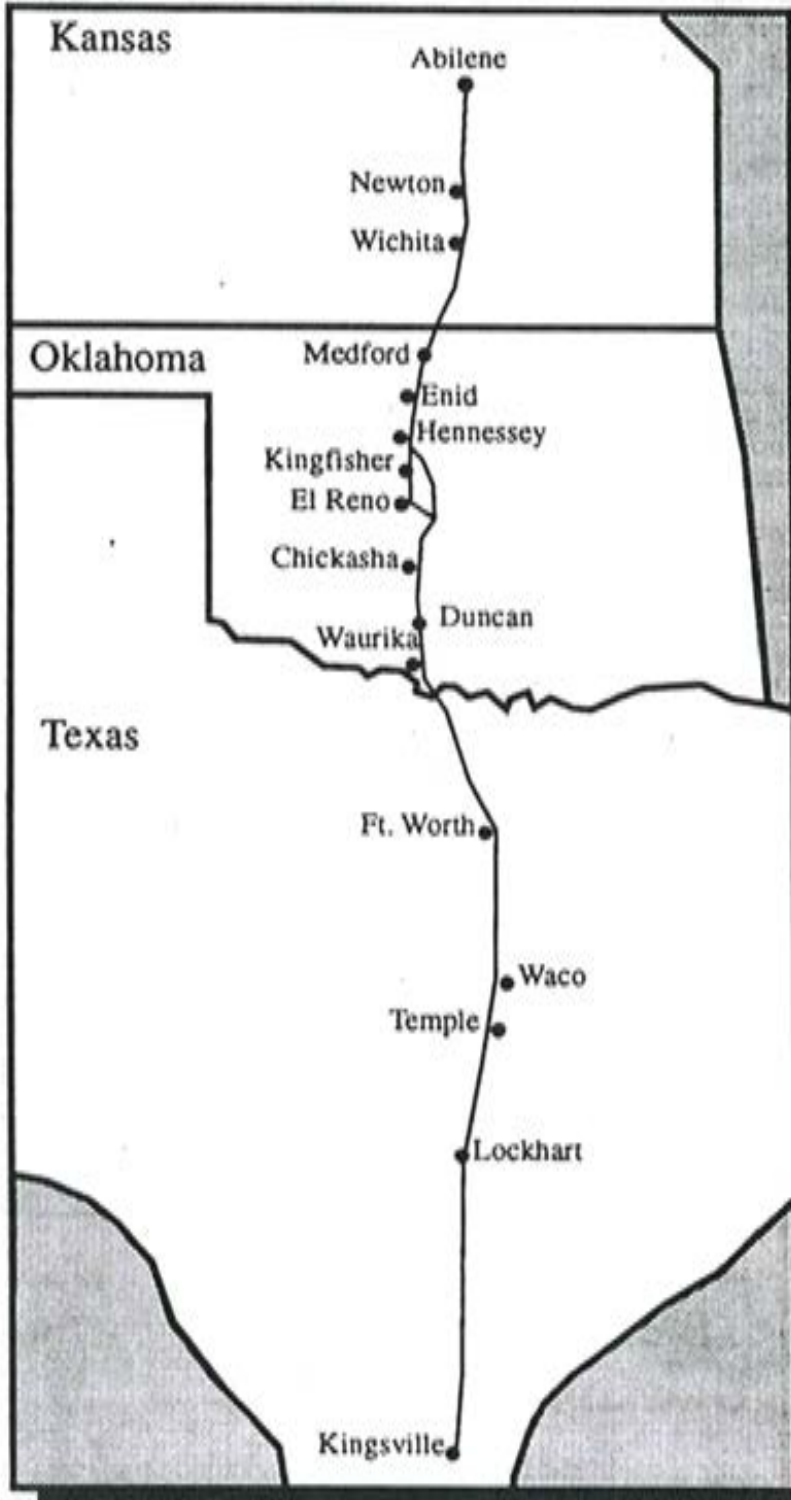 Kansas
Abilene
Newton
Wichita
Oklahoma
Medford
Enid
Hennessey
Kingfisher
El Reno
Chickasha
Duncan
Waurika
Texas
Ft. Worth
Waco
Temple
Lockhart
Kingsville